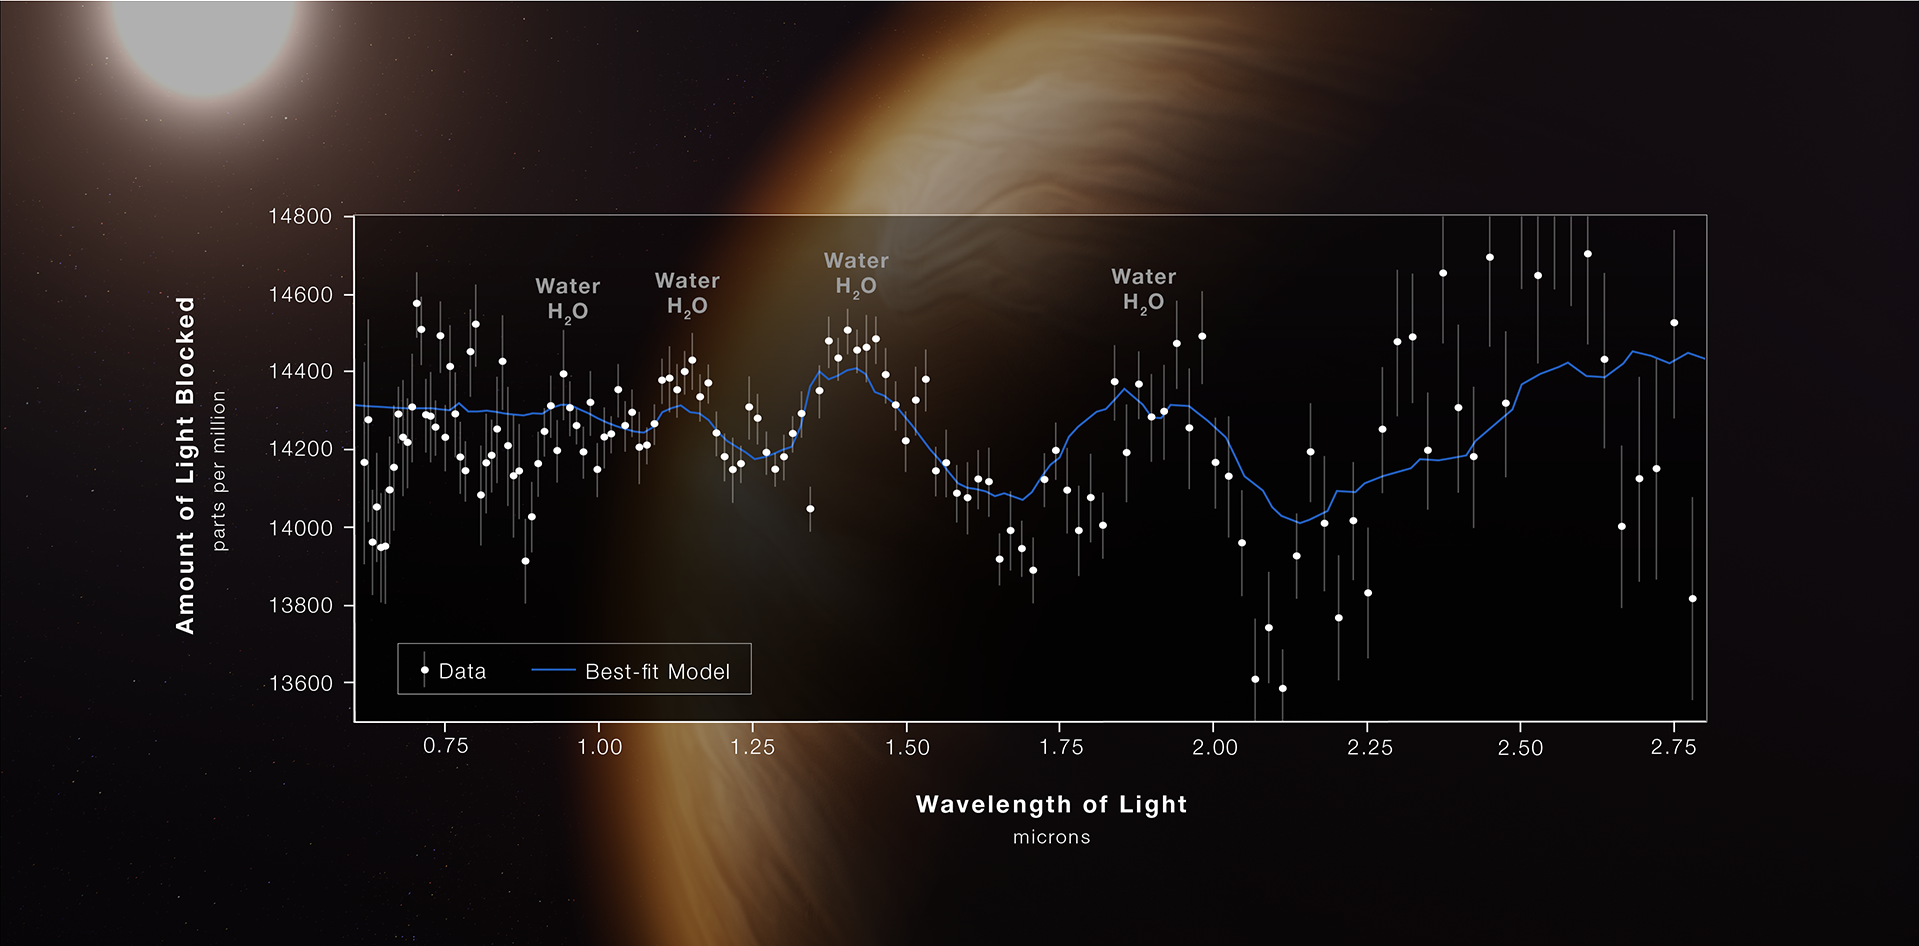 14800
14600
14400
14200
14000
13800
13600
Amount of Light Blocked
parts per million
Water
H₂O
Water
H₂O
Water
H₂O
Water
H₂O
Data
Best-fit Model
0.75 1.00 1.25 1.50 1.75 2.00 2.25 2.50 2.75
Wavelength of Light
microns